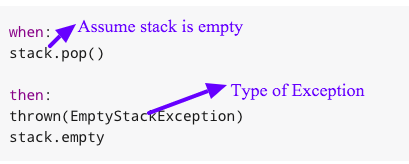 Assume stack is empty
when:
stack.pop()
then:
Type of Exception
thrown(EmptyStackException)
stack.empty